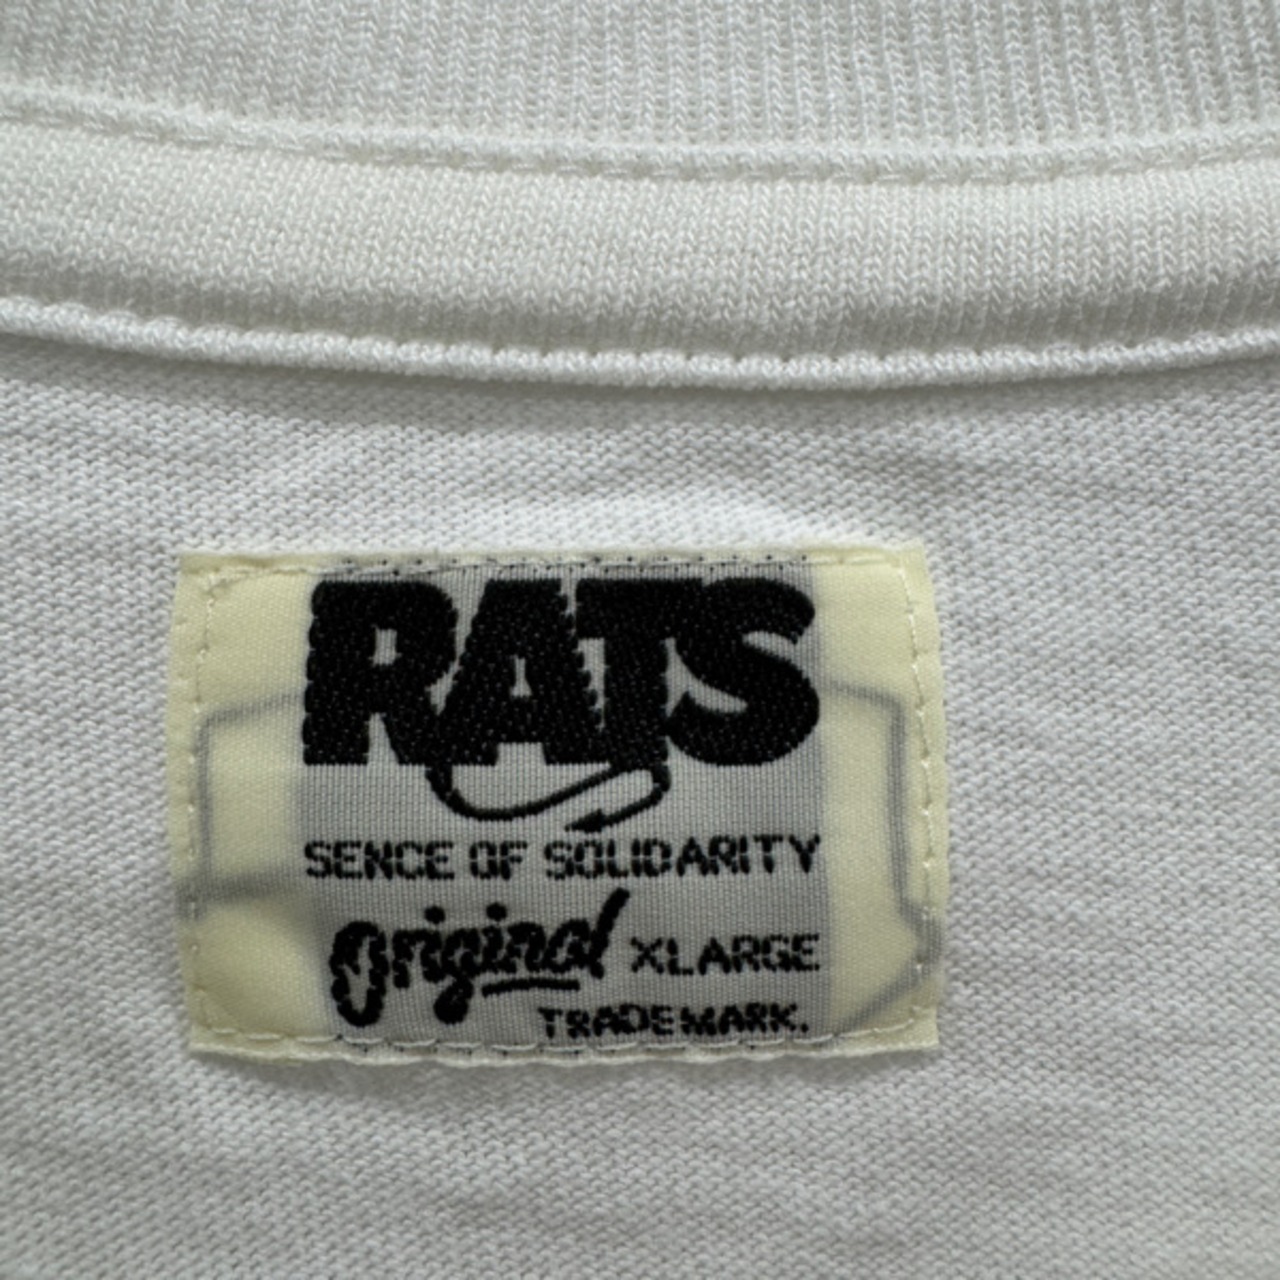 RATS
SENCE OF SOLIDARITY
Original XLARGE
TRADEMARK.